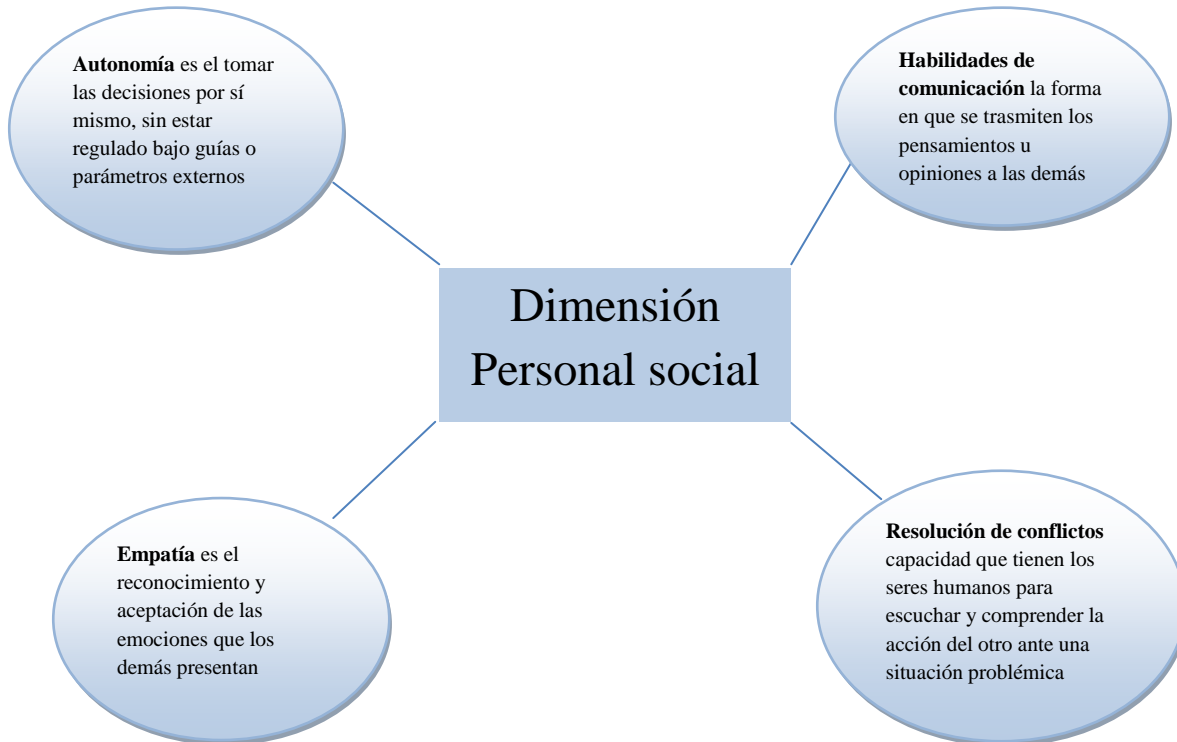 Autonomía es el tomar
las decisiones por sí
mismo, sin estar
regulado bajo guías o
parámetros externos
Habilidades de
comunicación la forma
en que se trasmiten los
pensamientos u
opiniones a las demás
Dimensión
Personal social
Empatía es el
reconocimiento y
aceptación de las
emociones que los
demás presentan
Resolución de conflictos
capacidad que tienen los
seres humanos para
escuchar y comprender la
acción del otro ante una
situación problémica